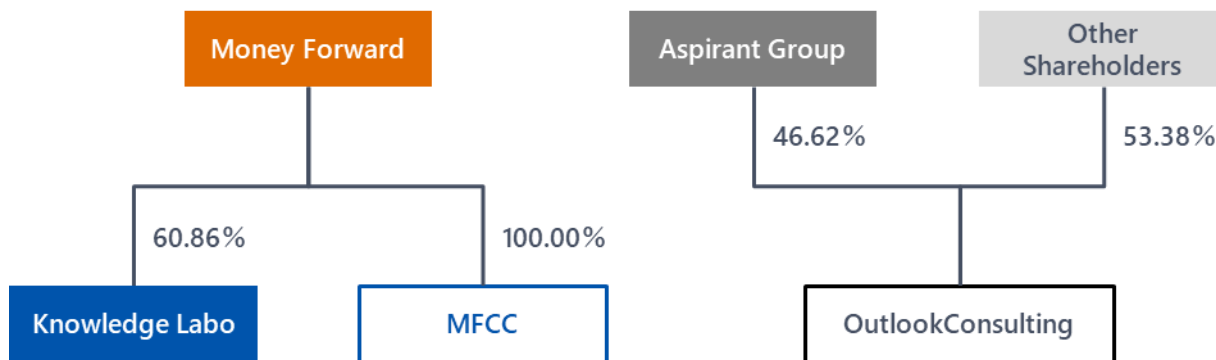 Money Forward
Aspirant Group
Other
Shareholders
46.62%
53.38%
60.86%
100.00%
Knowledge Labo
MFCC
OutlookConsulting